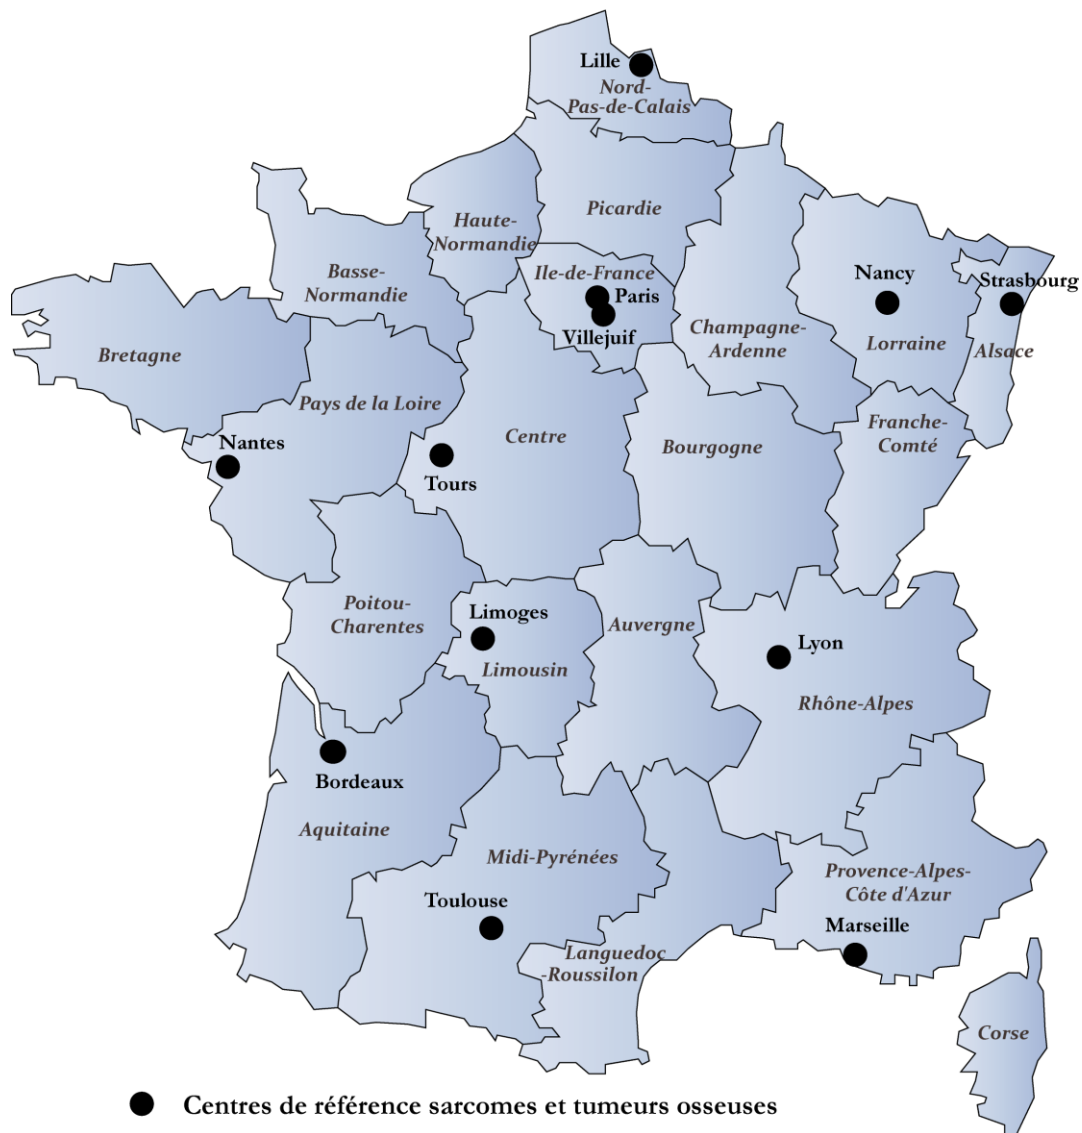 Lille
Nord-
Pas-de-Calais
Haute-
Normandie
Picardie
Basse-
Normandie
Ile-de-France
Paris
Villejuif
Nancy
Strasbourg
Champagne-
Ardenne
Lorraine
Alsace
Bretagne
Pays de la Loire
Nantes
Centre
Tours
Bourgogne
Franche-
Comté
Poitou-
Charentes
Limoges
Limousin
Auvergne
Lyon
Rhône-Alpes
Bordeaux
Aquitaine
Midi-Pyrénées
Toulouse
Provence-Alpes-
Côte d'Azur
Marseille
Languedoc
-Roussilon
Corse
Centres de référence sarcomes et tumeurs osseuses